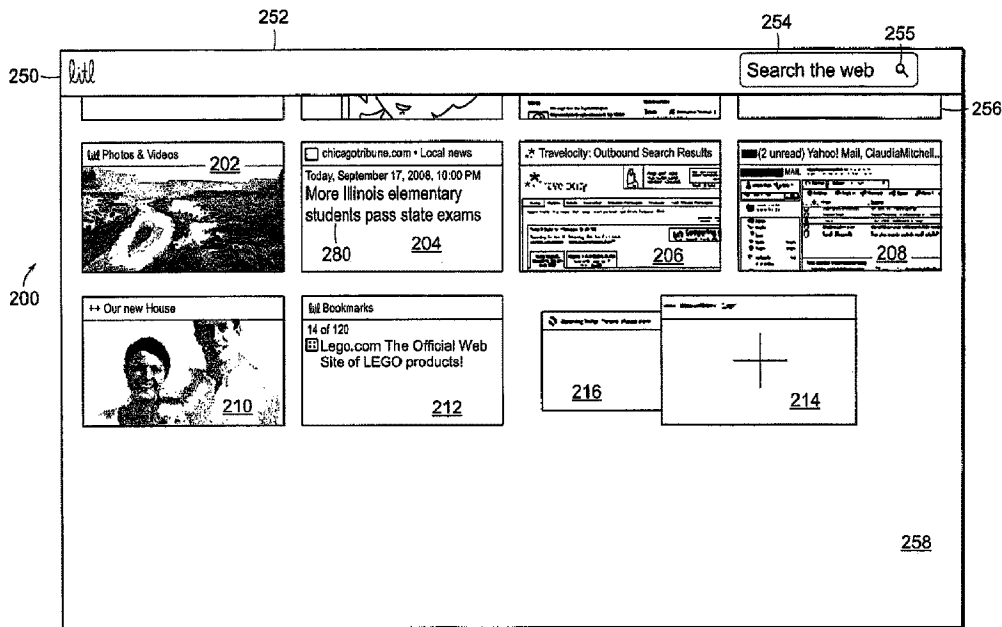 252
254
255
250
litl
Search the web
256
litl Photos & Videos
202
chicagotribune.com • Local news
Today, September 17, 2008, 10:00 PM
More Illinois elementary
students pass state exams
280
204
Travelocity: Outbound Search Results
206
(2 unread) Yahoo! Mail, ClaudiaMitchell...
MAIL
208
200
++ Our new House
210
litl Bookmarks
14 of 120
Lego.com The Official Web
Site of LEGO products!
212
216
214
258